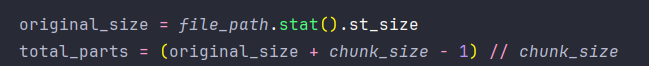 original_size = file_path.stat().st_size
total_parts = (original_size + chunk_size - 1) // chunk_size